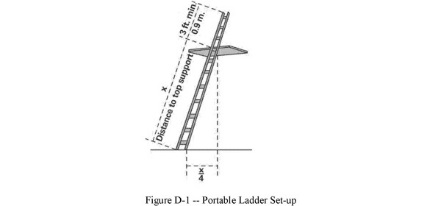 3 ft. min
0.9 m.
x
Distance to top support
x/4
Figure D-1 -- Portable Ladder Set-up